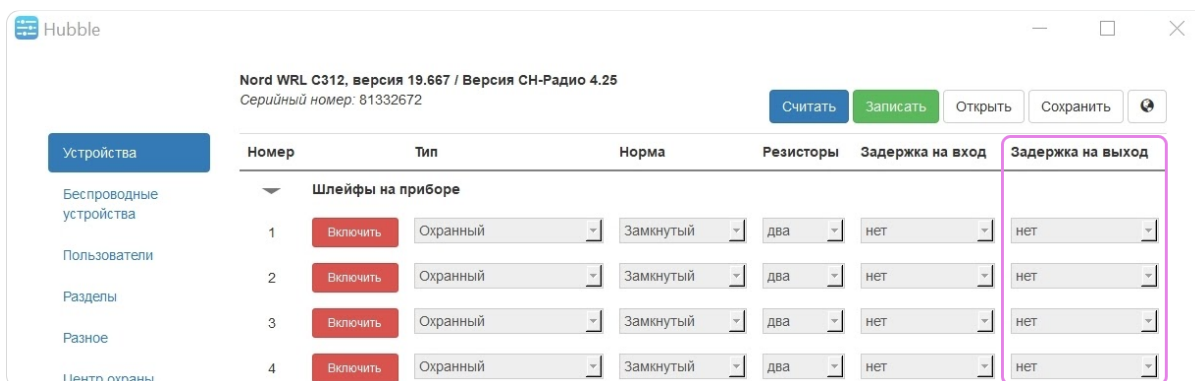 Hubble
Nord WRL C312, версия 19.667 / Версия СН-Радио 4.25
Серийный номер: 81332672
Считать Записать Открыть Сохранить
Устройства
Беспроводные
устройства
Пользователи
Разделы
Разное
Центр охраны
Номер Тип Норма Резисторы Задержка на вход Задержка на выход
Шлейфы на приборе
1 Включить Охранный Замкнутый два нет нет
2 Включить Охранный Замкнутый два нет нет
3 Включить Охранный Замкнутый два нет нет
4 Включить Охранный Замкнутый два нет нет